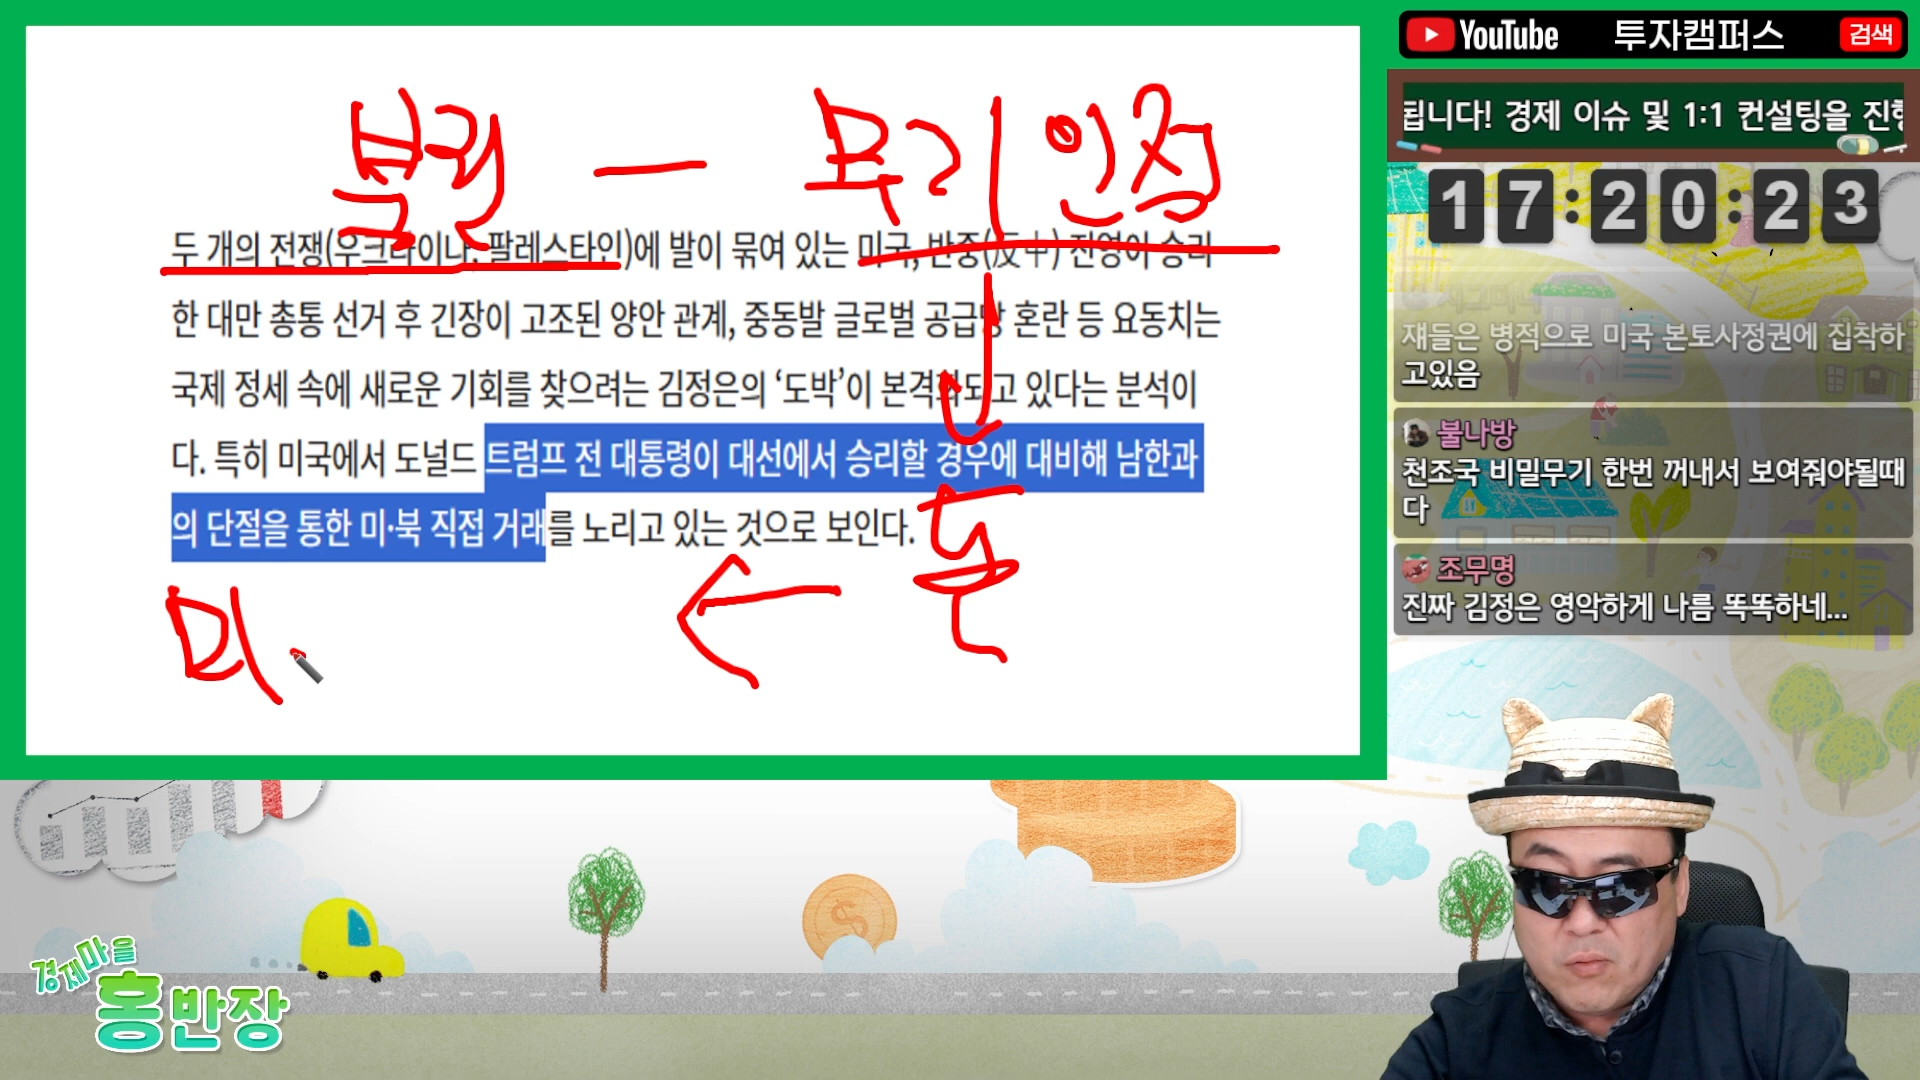 북핵 — 무기 인정
두 개의 전쟁(우크라이나, 팔레스타인)에 발이 묶여 있는 미국, 반중(反中) 진영이 승리
한 대만 총통 선거 후 긴장이 고조된 양안 관계, 중동발 글로벌 공급망 혼란 등 요동치는
국제 정세 속에 새로운 기회를 찾으려는 김정은의 ‘도박’이 본격화되고 있다는 분석이
다. 특히 미국에서 도널드 트럼프 전 대통령이 대선에서 승리할 경우에 대비해 남한과
의 단절을 통한 미·북 직접 거래를 노리고 있는 것으로 보인다.
돈
미
YouTube 투자캠퍼스 검색
됩니다! 경제 이슈 및 1:1 컨설팅을 진행
17:20:23
쟤들은 병적으로 미국 본토사정권에 집착하
고있음
불나방
천조국 비밀무기 한번 꺼내서 보여줘야될때
다
조무명
진짜 김정은 영악하게 나름 똑똑하네...
경제마을
홍반장